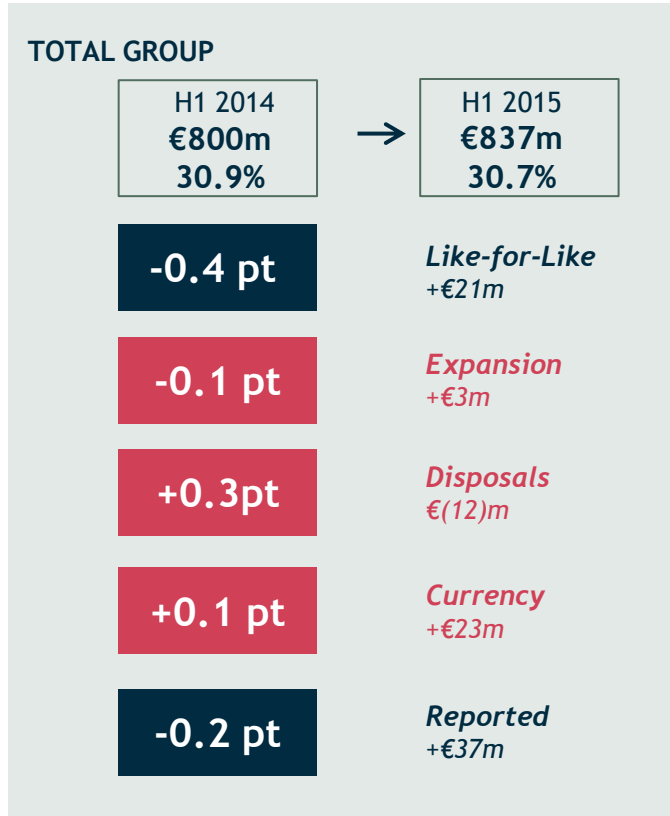 TOTAL GROUP
H1 2014
€800m
30.9%
→
H1 2015
€837m
30.7%
-0.4 pt
Like-for-Like
+€21m
-0.1 pt
Expansion
+€3m
+0.3pt
Disposals
€(12)m
+0.1 pt
Currency
+€23m
-0.2 pt
Reported
+€37m